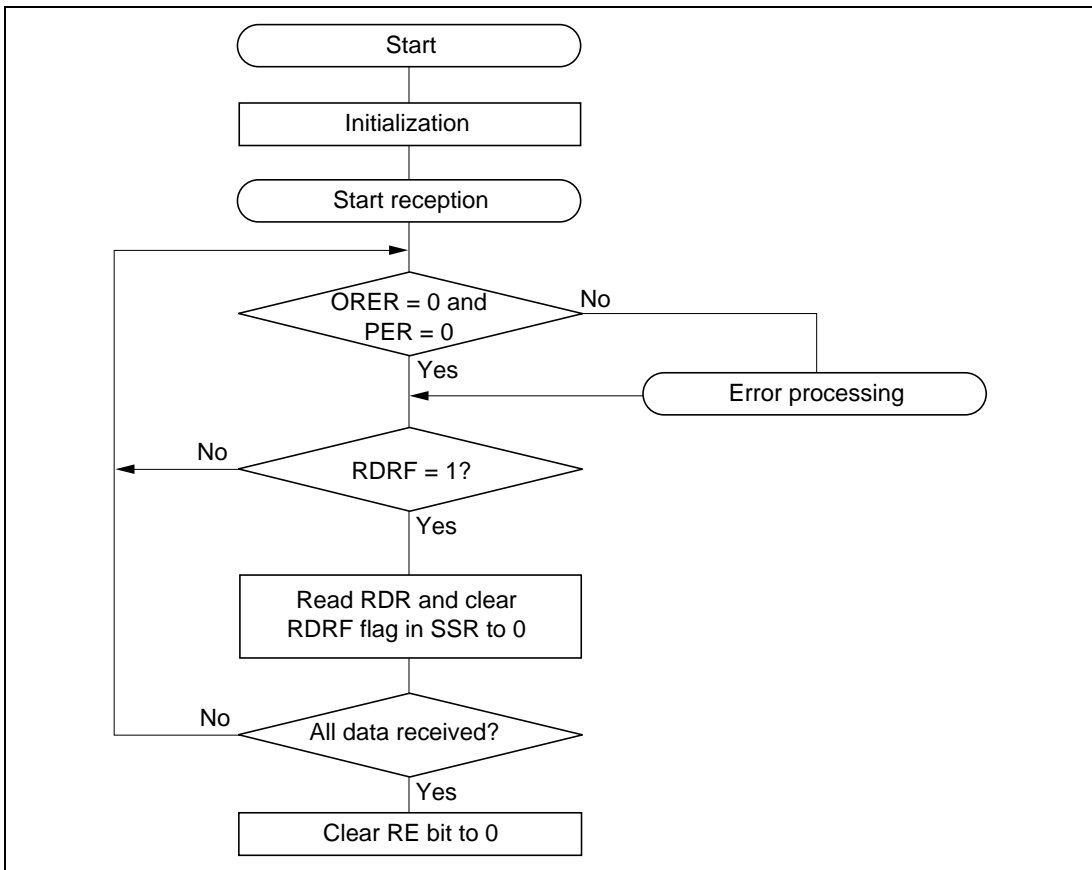 Start
Initialization
Start reception
ORER = 0 and
PER = 0
No
Yes
Error processing
No
RDRF = 1?
Yes
Read RDR and clear
RDRF flag in SSR to 0
No
All data received?
Yes
Clear RE bit to 0